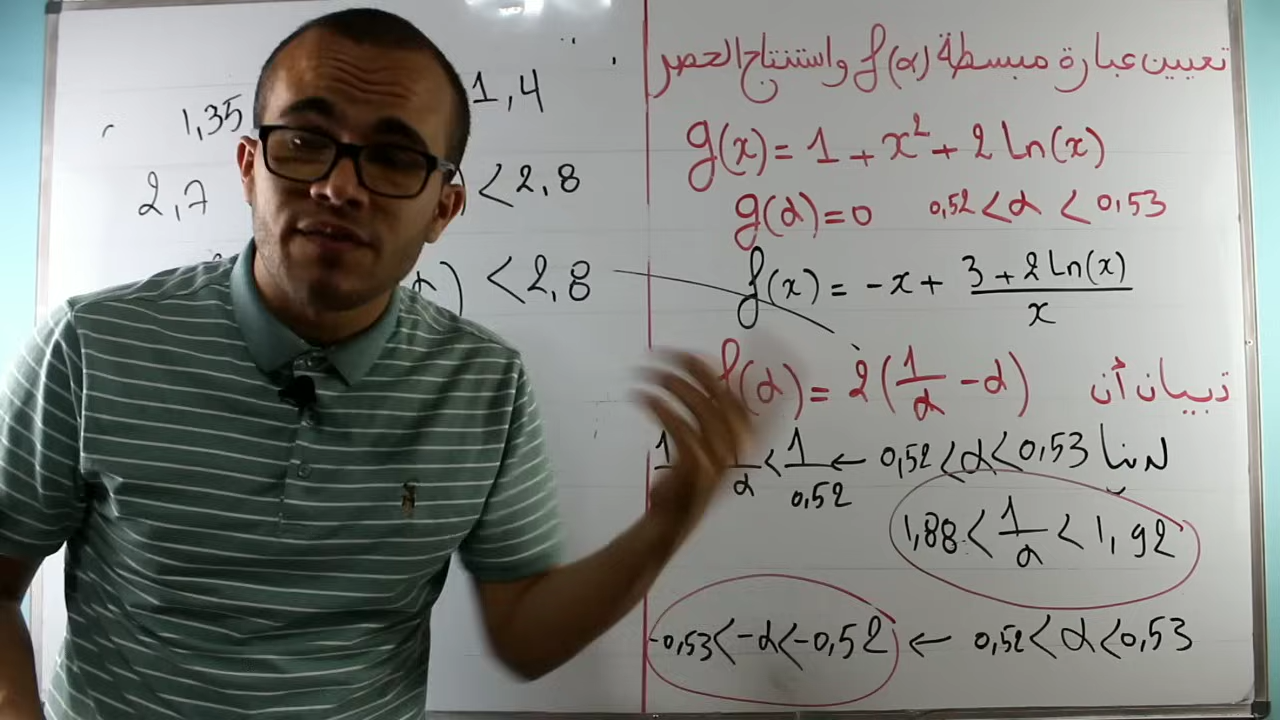 تعيين عبارة مبسطة f(α) واستنتاج الحصر
g(x) = 1 + x² + 2 ln(x)
g(α) = 0 0,52 < α < 0,53
f(x) = -x + (3 + 2 ln(x))/x
تبيان أن f(α) = 2(1/α - α)
لدينا 0,52 < α < 0,53 ← 1/α < 1/0,52
1,88 < 1/α < 1,92
0,52 < α < 0,53 ← -0,53 < -α < -0,52
1,35 1,4
2,7 ) < 2,8
α) < 2,8